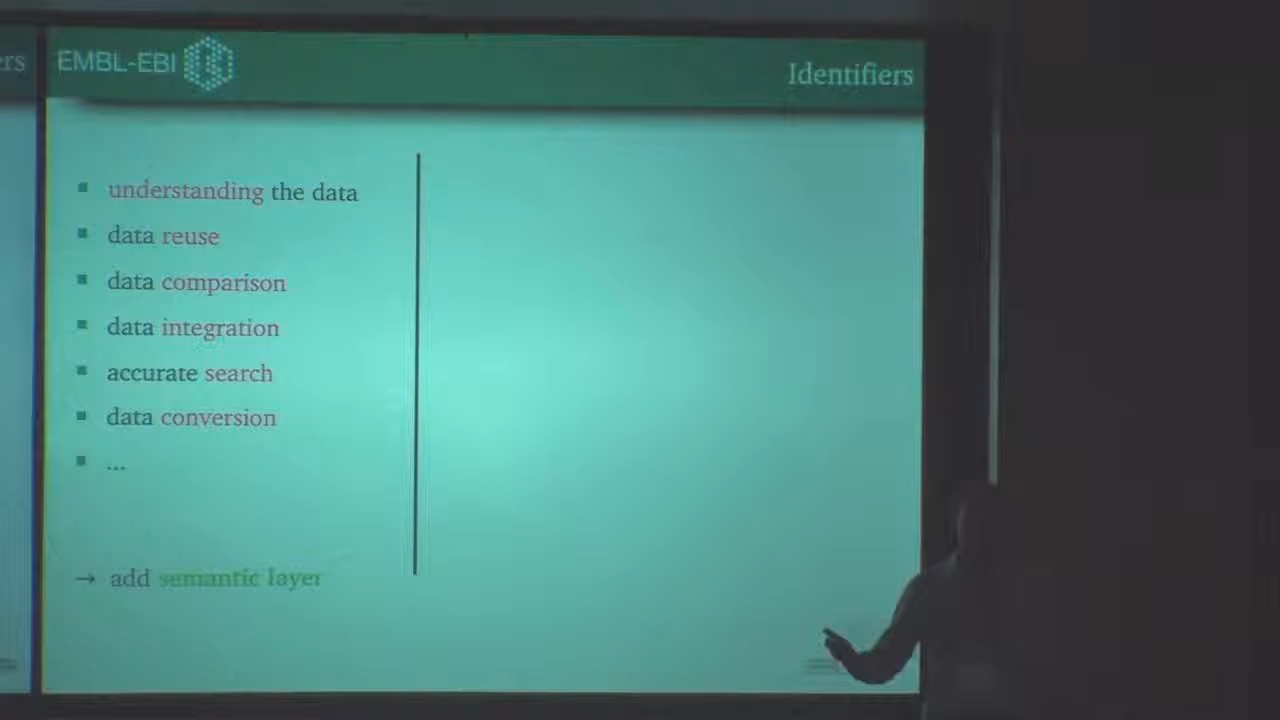 ers
EMBL-EBI
Identifiers
▪ understanding the data
▪ data reuse
▪ data comparison
▪ data integration
▪ accurate search
▪ data conversion
▪ ...
→ add semantic layer